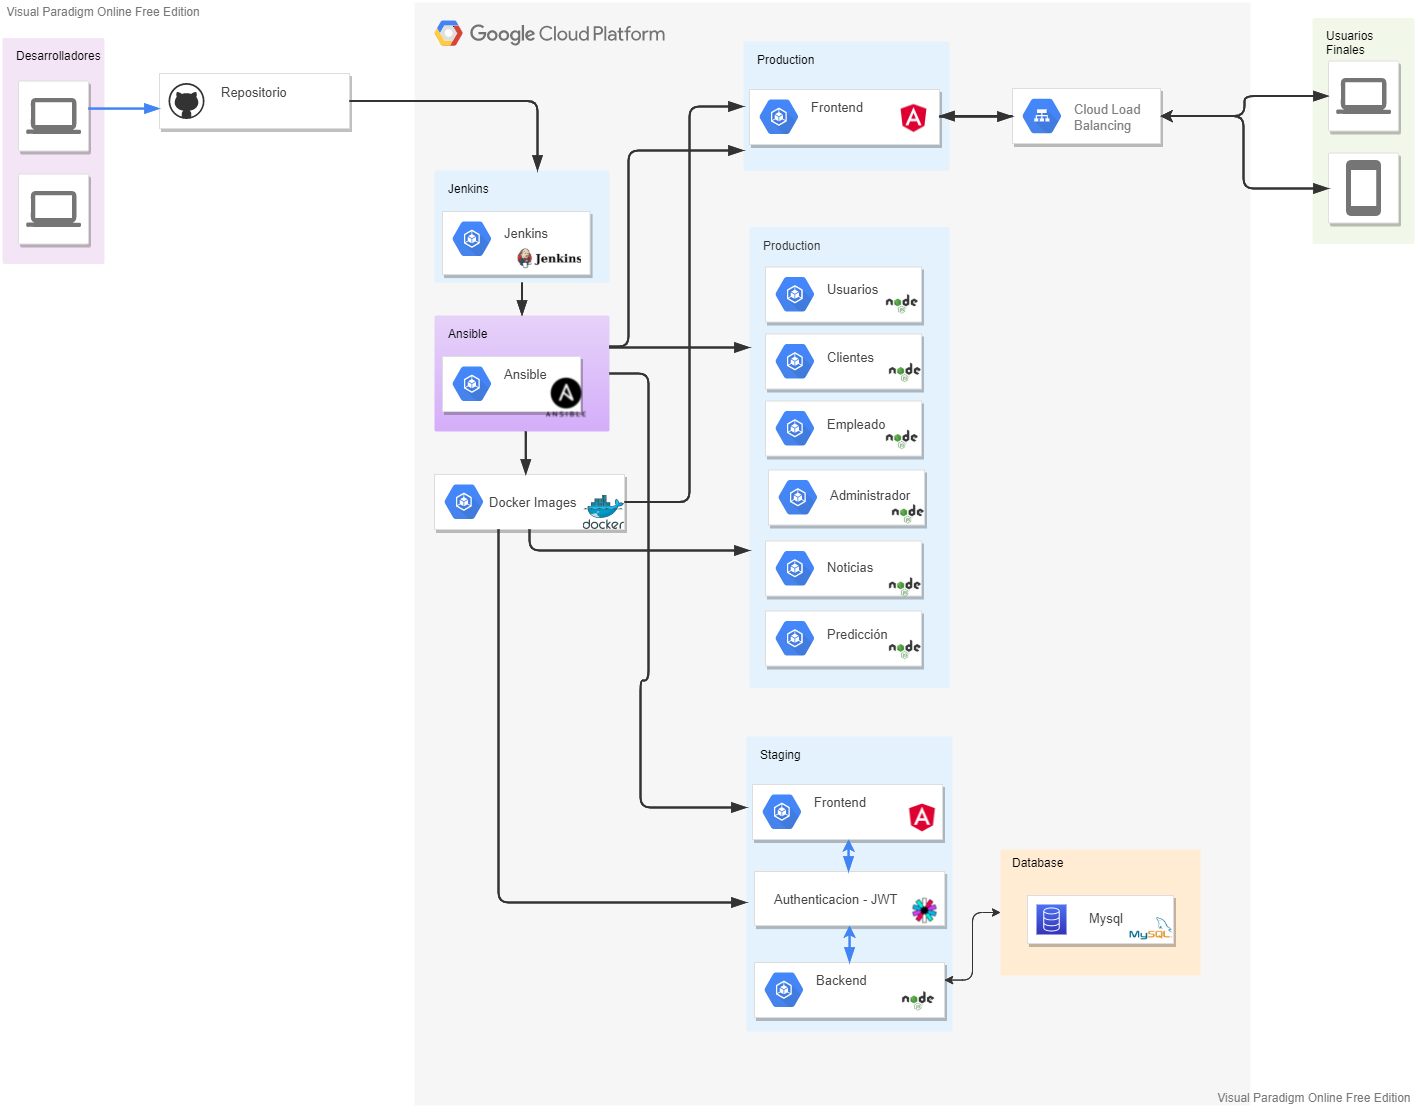 Visual Paradigm Online Free Edition
Desarrolladores
Repositorio
Google Cloud Platform
Production
Frontend
Cloud Load
Balancing
Usuarios
Finales
Jenkins
Jenkins
Jenkins
Ansible
Ansible
ANSIBLE
Docker Images
docker
Production
Usuarios
node
Clientes
node
Empleado
node
Administrador
node
Noticias
node
Predicción
node
Staging
Frontend
Authenticacion - JWT
Backend
node
Database
Mysql
MySQL
Visual Paradigm Online Free Edition